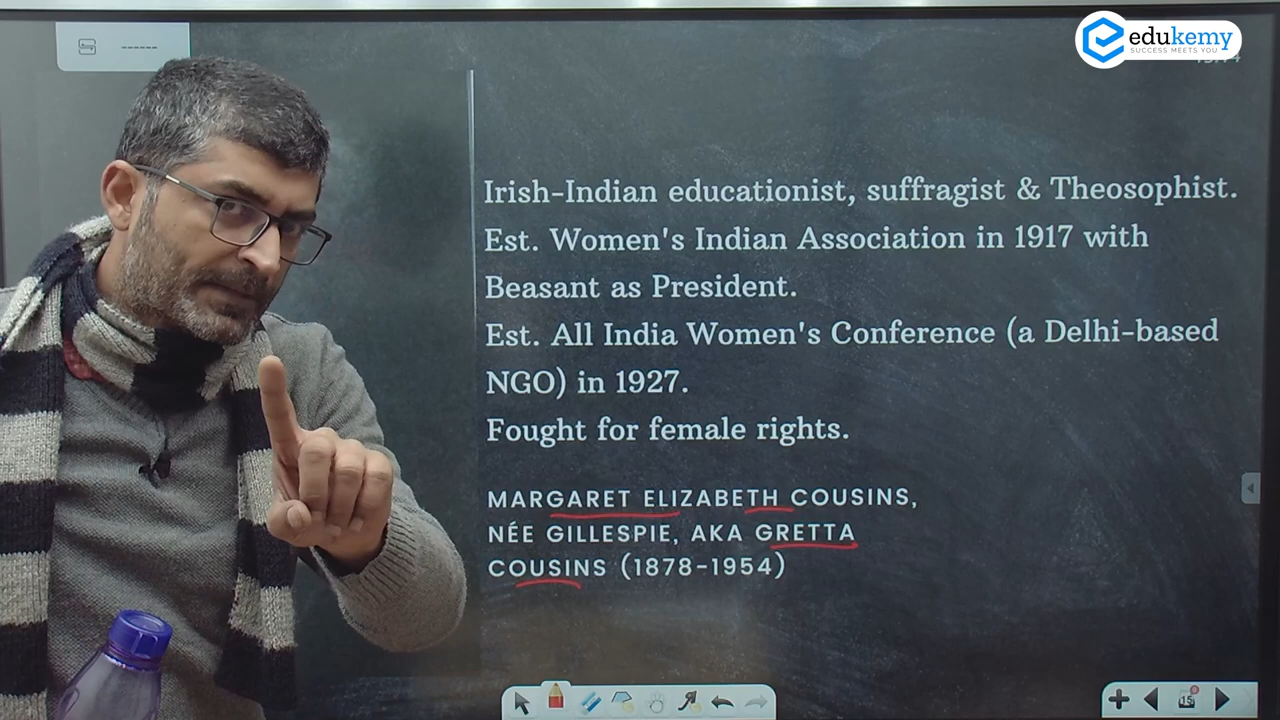 edukemy
SUCCESS MEETS YOU
Irish-Indian educationist, suffragist & Theosophist.
Est. Women's Indian Association in 1917 with
Beasant as President.
Est. All India Women's Conference (a Delhi-based
NGO) in 1927.
Fought for female rights.
MARGARET ELIZABETH COUSINS,
NÉE GILLESPIE, AKA GRETTA
COUSINS (1878-1954)
15